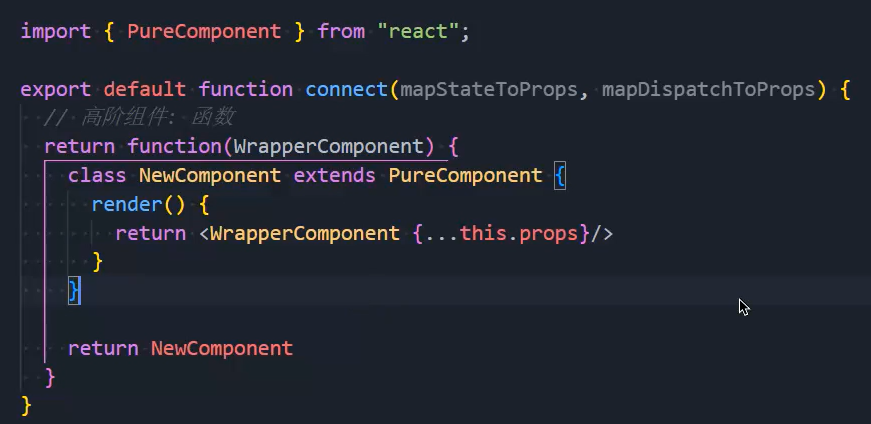 import { PureComponent } from "react";
export default function connect(mapStateToProps, mapDispatchToProps) {
// 高阶组件: 函数
return function(WrapperComponent) {
class NewComponent extends PureComponent {
render() {
return <WrapperComponent {...this.props}/>
}
}
return NewComponent
}
}